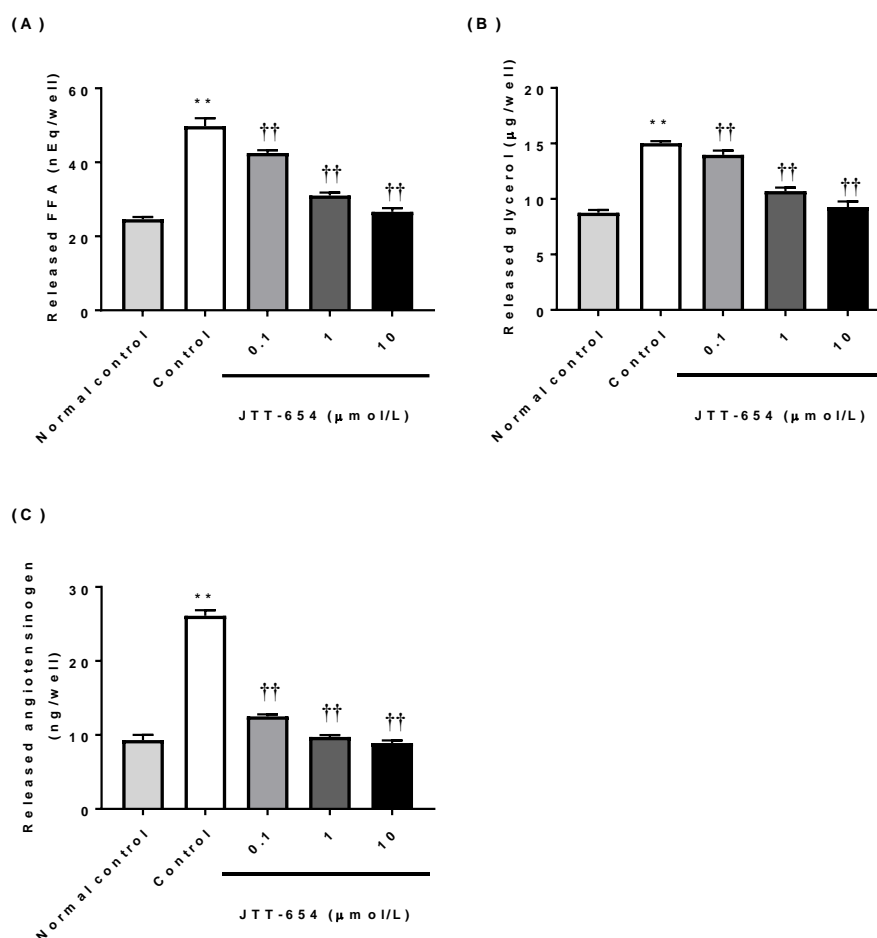 (A)
Released FFA (nEq/well)
60
40
20
0
**
††
††
††
Normal control
Control
0.1
1
10
JTT-654 (μmol/L)
(B)
Released glycerol (μg/well)
20
15
10
5
0
**
††
††
††
Normal control
Control
0.1
1
10
JTT-654 (μmol/L)
(C)
Released angiotensinogen
(ng/well)
30
20
10
0
**
††
††
††
Normal control
Control
0.1
1
10
JTT-654 (μmol/L)